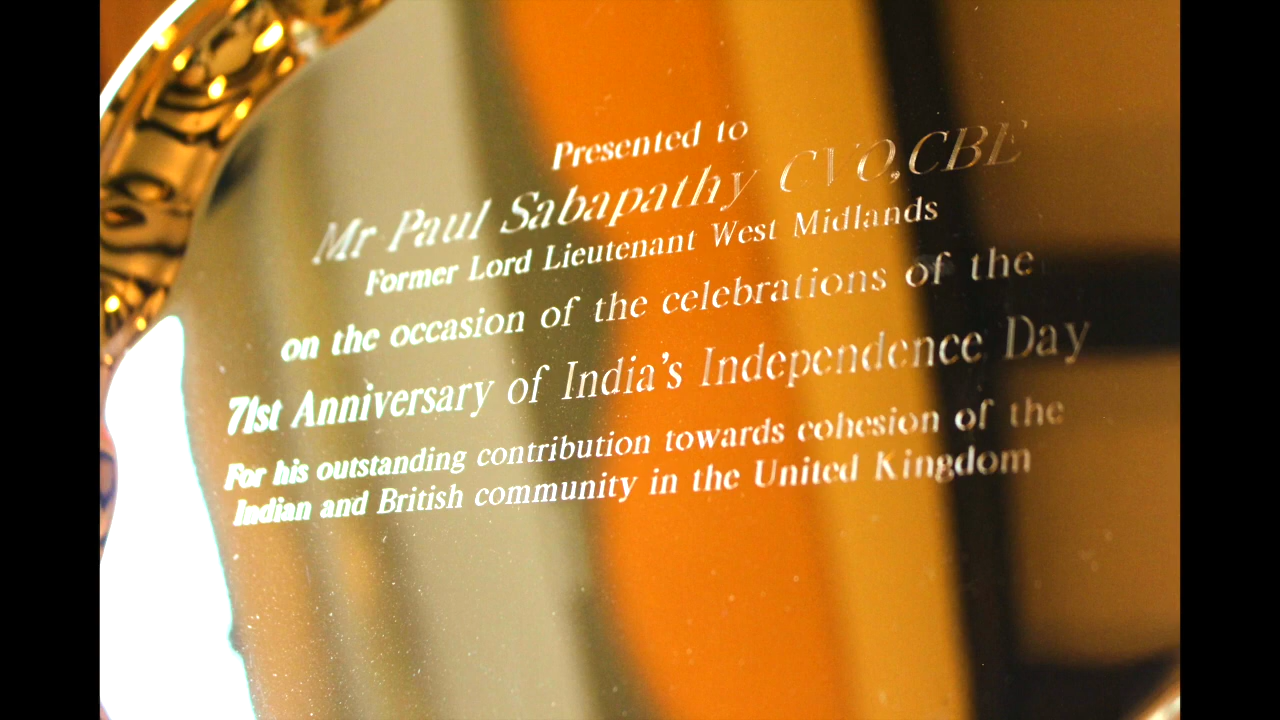 Presented to
Mr Paul Sabapathy CVO,CBE
Former Lord Lieutenant West Midlands
on the occasion of the celebrations of the
71st Anniversary of India's Independence Day
For his outstanding contribution towards cohesion of the
Indian and British community in the United Kingdom